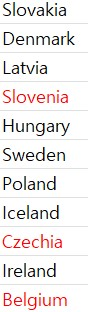 Slovakia
Denmark
Latvia
Slovenia
Hungary
Sweden
Poland
Iceland
Czechia
Ireland
Belgium